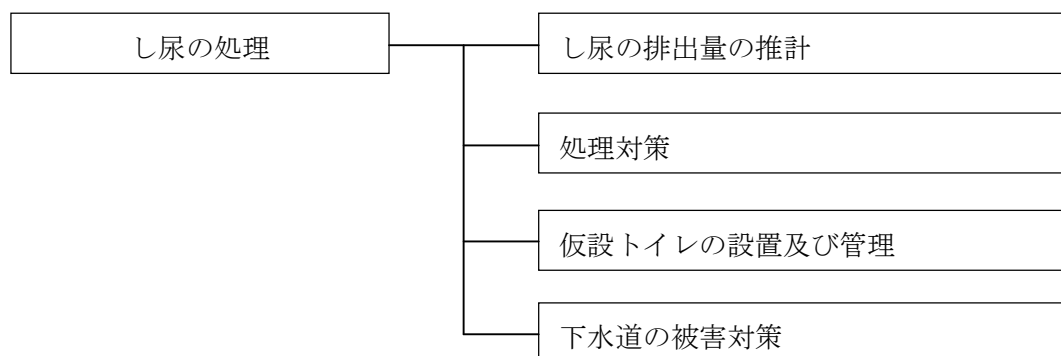 し尿の処理
し尿の排出量の推計
処理対策
仮設トイレの設置及び管理
下水道の被害対策